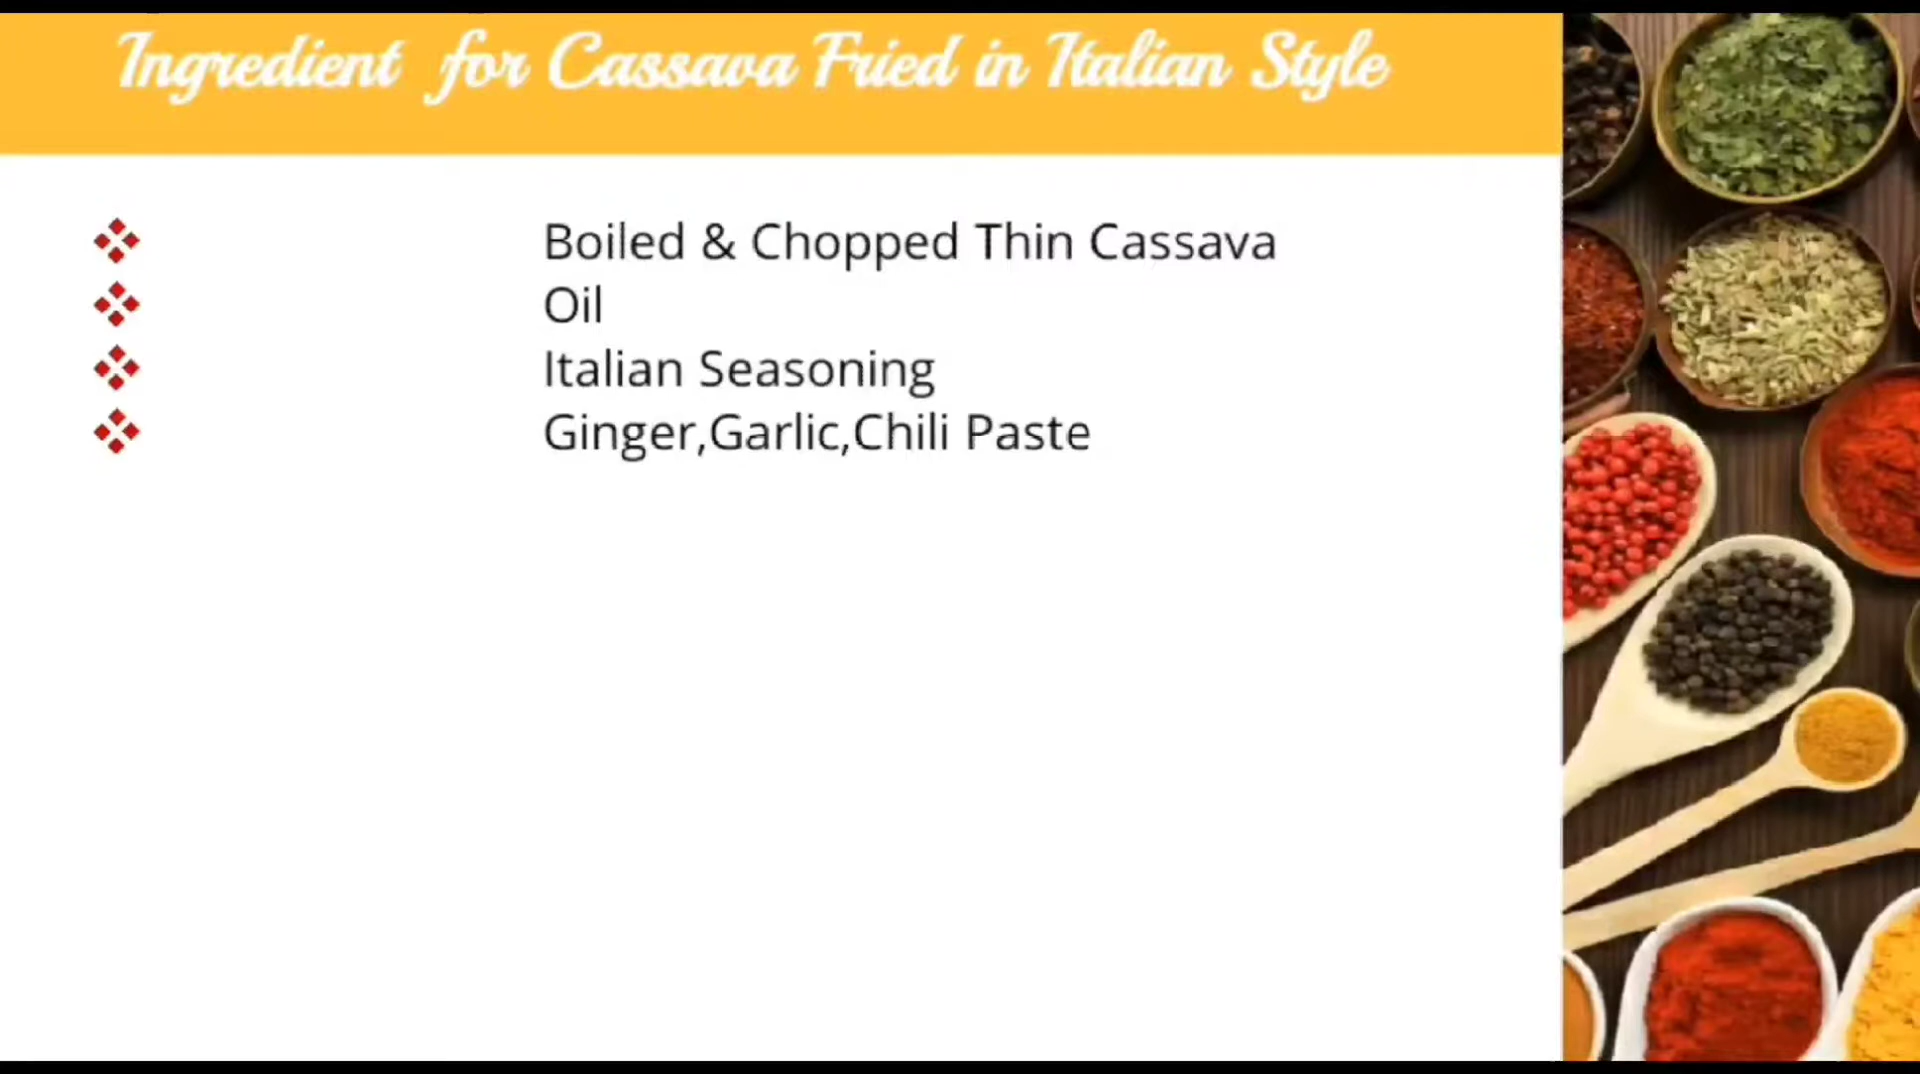 Ingredient for Cassava Fried in Italian Style
Boiled & Chopped Thin Cassava
Oil
Italian Seasoning
Ginger,Garlic,Chili Paste